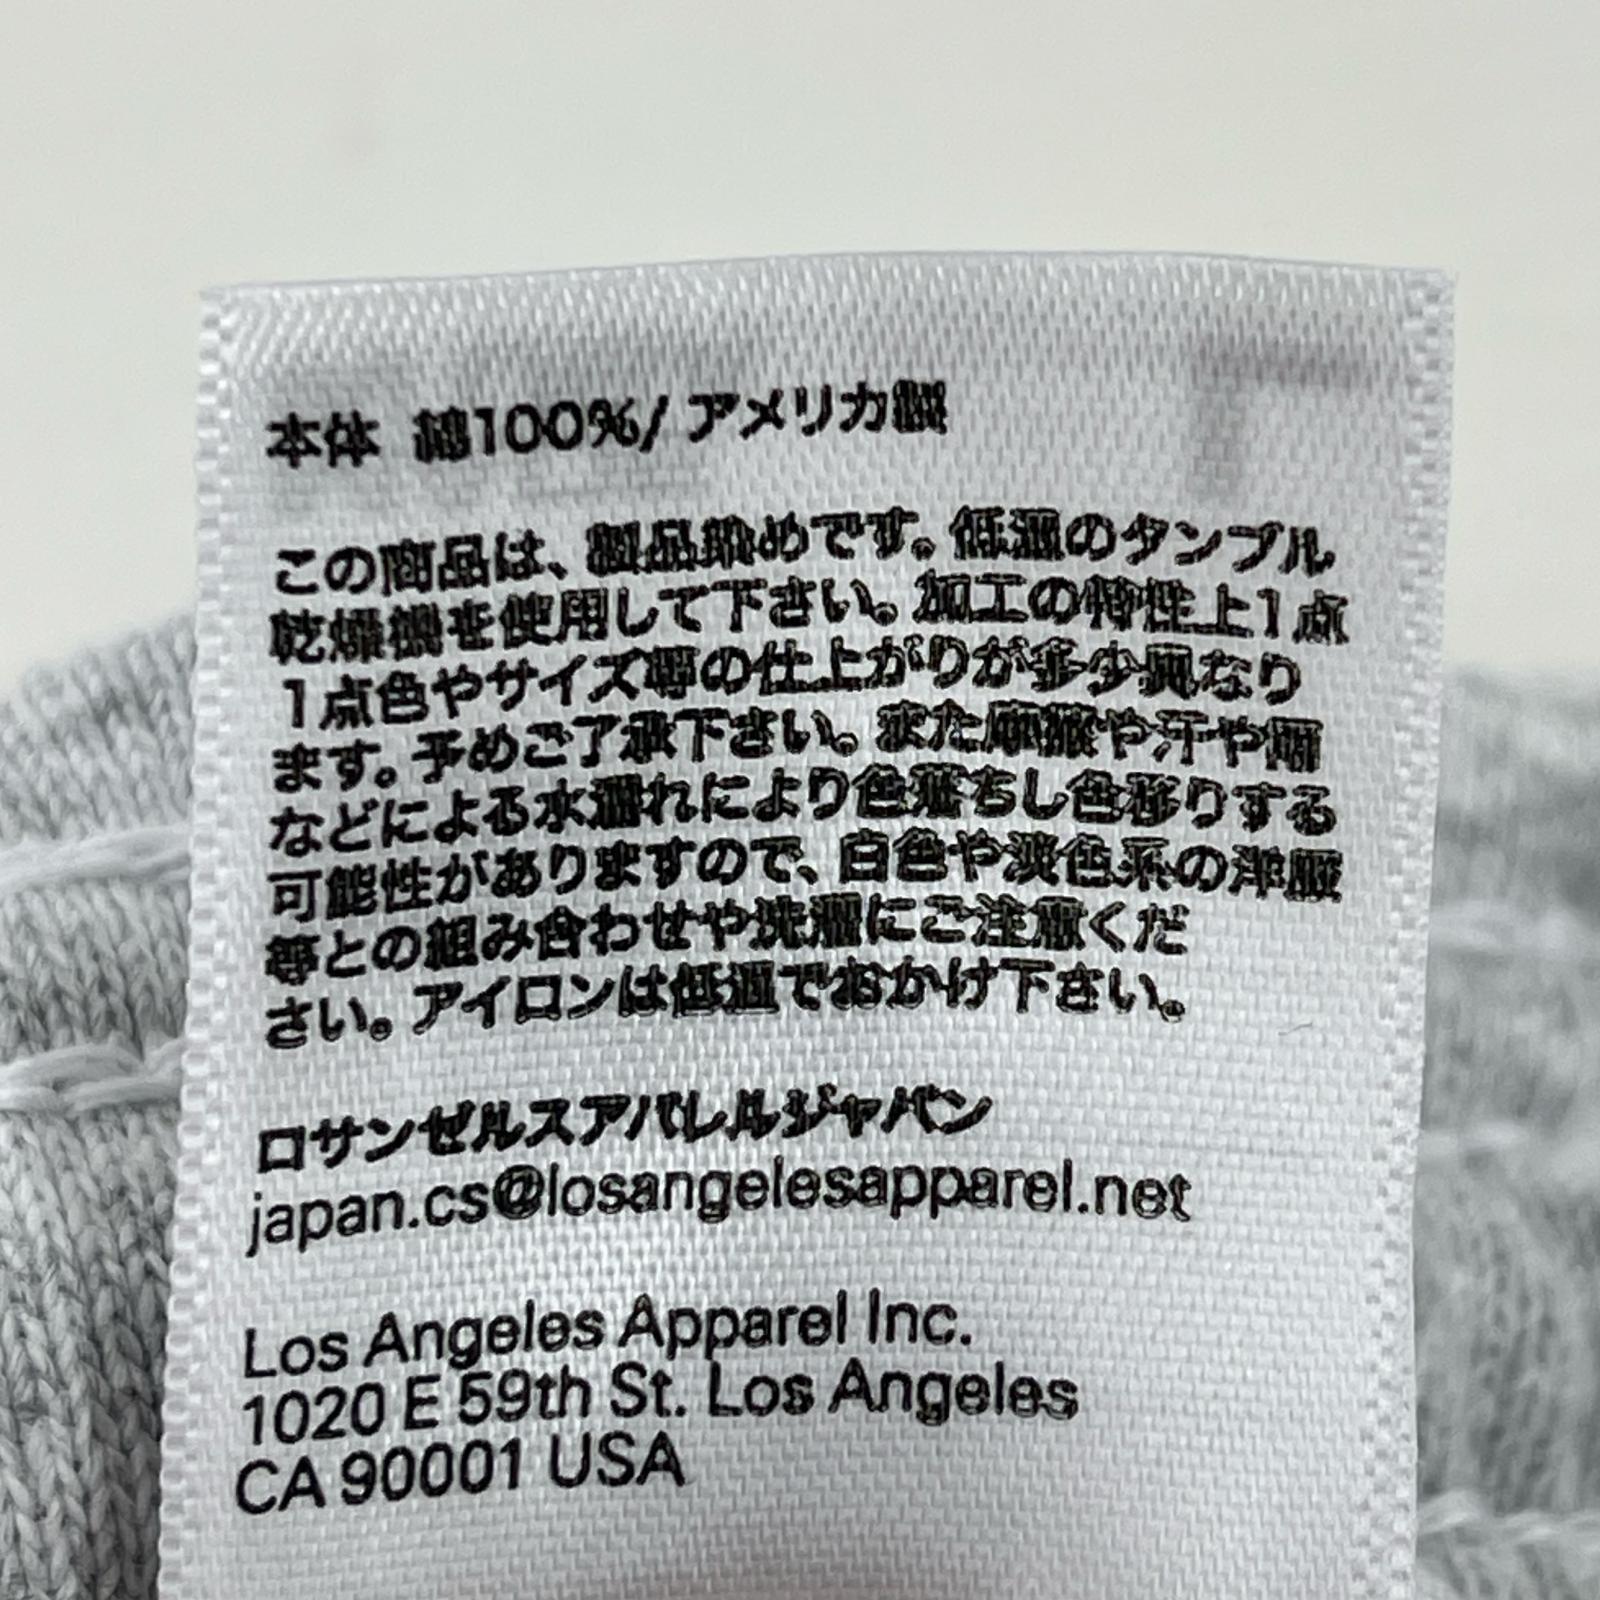 本体 綿100%/ アメリカ製
この商品は、製品染めです。低温のタンブル
乾燥機を使用して下さい。加工の特性上1点
1点色やサイズ等の仕上がりが多少異なり
ます。予めご了承下さい。また摩擦や汗や雨
などによる水濡れにより色落ちし色移りする
可能性がありますので、白色や淡色系の洋服
等との組み合わせや洗濯にご注意くだ
さい。アイロンは低温でおかけ下さい。
ロサンゼルスアパレルジャパン
japan.cs@losangelesapparel.net
Los Angeles Apparel Inc.
1020 E 59th St. Los Angeles
CA 90001 USA